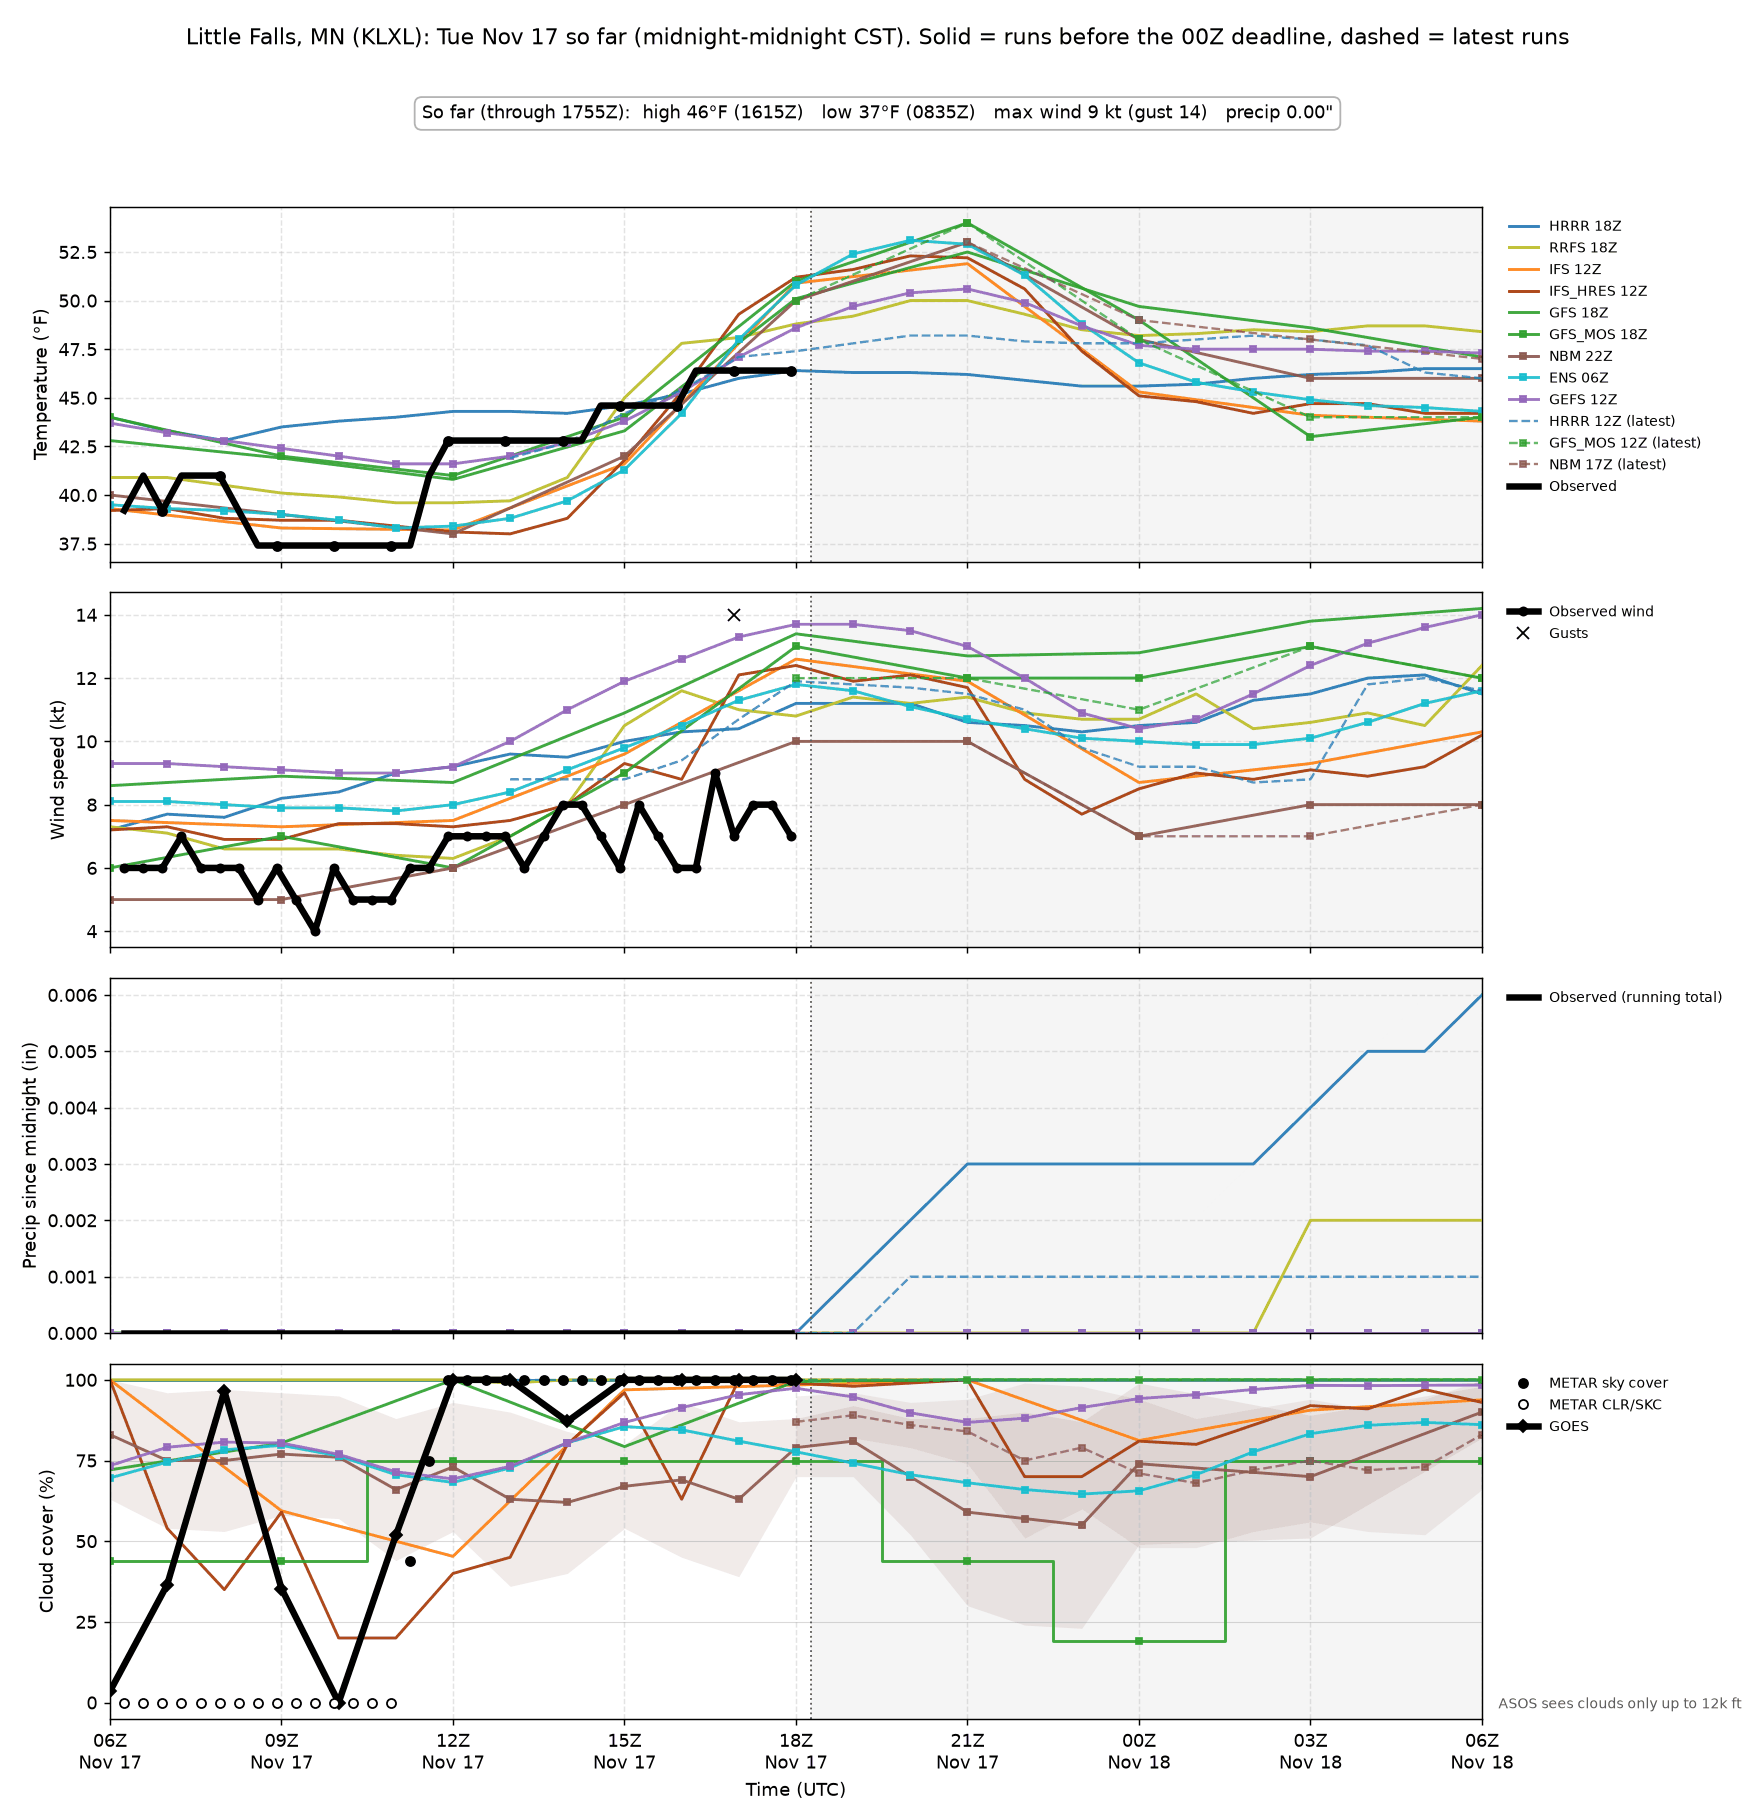 Little Falls, MN (KLXL): Tue Nov 17 so far (midnight-midnight CST). Solid = runs before the 00Z deadline, dashed = latest runs
So far (through 1755Z):  high 46°F (1615Z)   low 37°F (0835Z)   max wind 9 kt (gust 14)   precip 0.00"
Temperature (°F)
52.5
50.0
47.5
45.0
42.5
40.0
37.5
HRRR 18Z
RRFS 18Z
IFS 12Z
IFS_HRES 12Z
GFS 18Z
GFS_MOS 18Z
NBM 22Z
ENS 06Z
GEFS 12Z
HRRR 12Z (latest)
GFS_MOS 12Z (latest)
NBM 17Z (latest)
Observed
Wind speed (kt)
14
12
10
8
6
4
Observed wind
Gusts
Precip since midnight (in)
0.006
0.005
0.004
0.003
0.002
0.001
0.000
Observed (running total)
Cloud cover (%)
100
75
50
25
0
METAR sky cover
METAR CLR/SKC
GOES
ASOS sees clouds only up to 12k ft
06Z 09Z 12Z 15Z 18Z 21Z 00Z 03Z 06Z
Nov 17 Nov 17 Nov 17 Nov 17 Nov 17 Nov 17 Nov 18 Nov 18 Nov 18
Time (UTC)